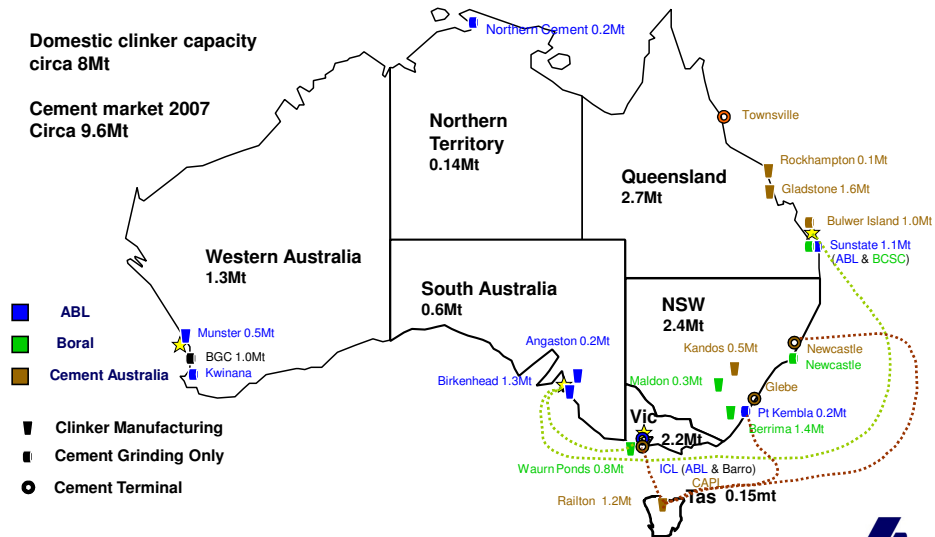 Domestic clinker capacity
circa 8Mt
Cement market 2007
Circa 9.6Mt
Northern Cement 0.2Mt
Northern
Territory
0.14Mt
Townsville
Queensland
2.7Mt
Rockhampton 0.1Mt
Gladstone 1.6Mt
Bulwer Island 1.0Mt
Sunstate 1.1Mt
(ABL & BCSC)
Western Australia
1.3Mt
South Australia
0.6Mt
NSW
2.4Mt
ABL
Boral
Cement Australia
Munster 0.5Mt
BGC 1.0Mt
Kwinana
Angaston 0.2Mt
Birkenhead 1.3Mt
Kandos 0.5Mt
Maldon 0.3Mt
Newcastle
Newcastle
Glebe
Pt Kembla 0.2Mt
Berrima 1.4Mt
Vic
2.2Mt
Waurn Ponds 0.8Mt
ICL (ABL & Barro)
CAPL
Railton 1.2Mt
Tas 0.15mt
Clinker Manufacturing
Cement Grinding Only
Cement Terminal